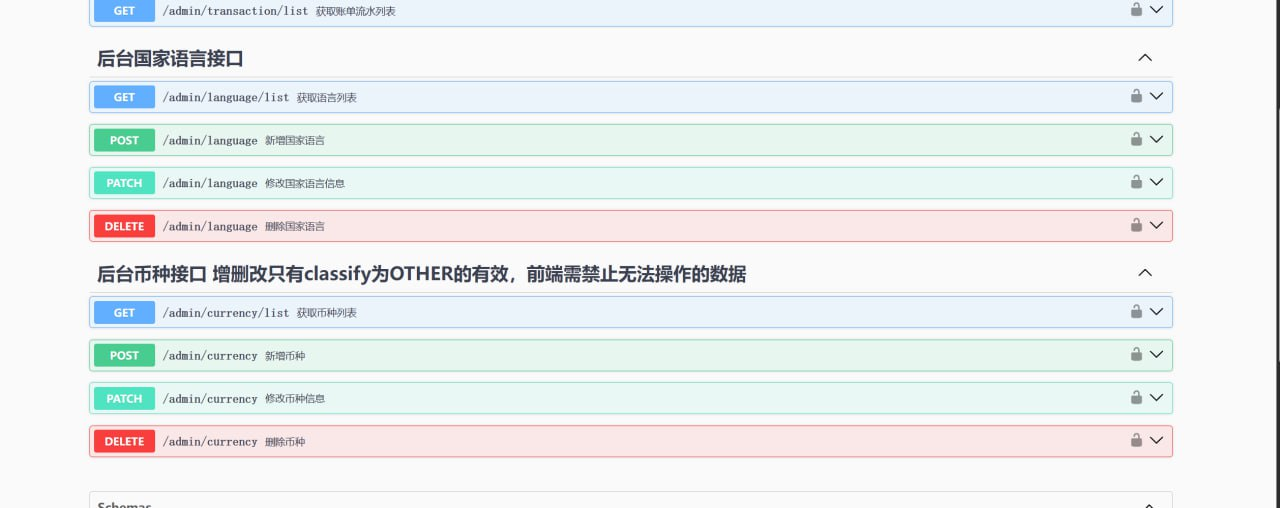 GET /admin/transaction/list 获取账单流水列表
后台国家语言接口
GET /admin/language/list 获取语言列表
POST /admin/language 新增国家语言
PATCH /admin/language 修改国家语言信息
DELETE /admin/language 删除国家语言
后台币种接口 增删改只有classify为OTHER的有效，前端需禁止无法操作的数据
GET /admin/currency/list 获取币种列表
POST /admin/currency 新增币种
PATCH /admin/currency 修改币种信息
DELETE /admin/currency 删除币种
Schemas